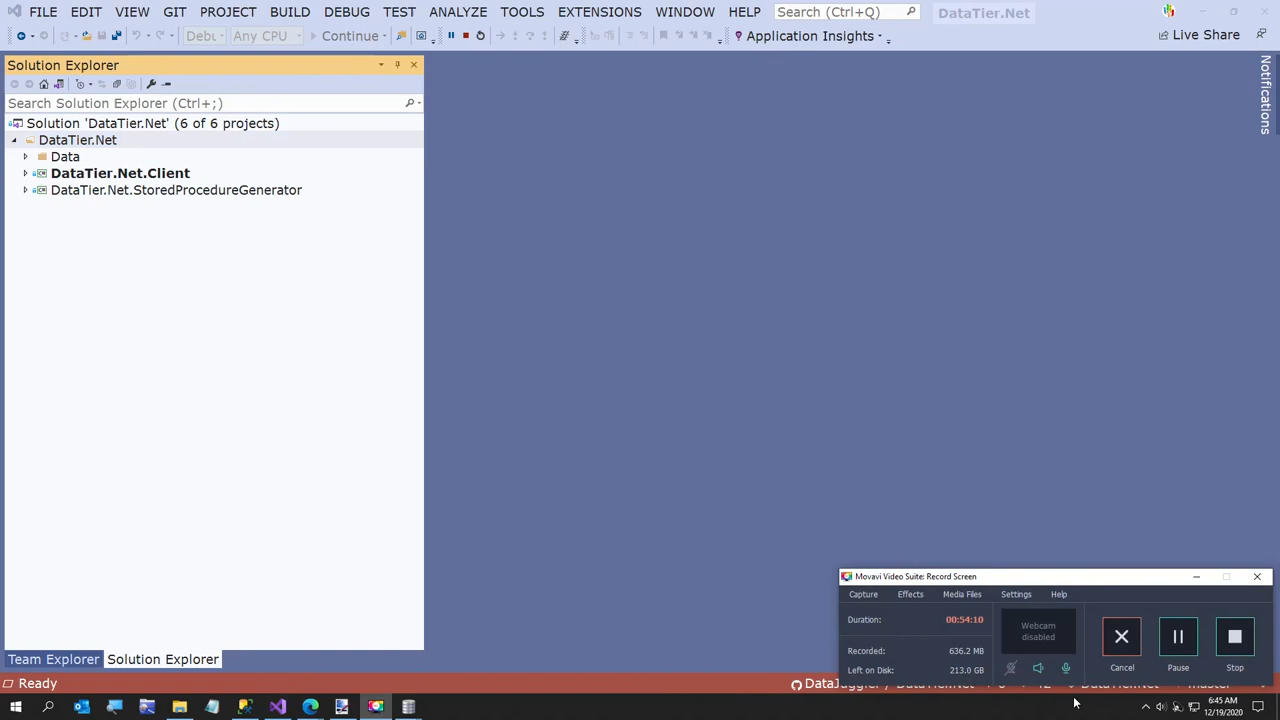 FILE EDIT VIEW GIT PROJECT BUILD DEBUG TEST ANALYZE TOOLS EXTENSIONS WINDOW HELP Search (Ctrl+Q) DataTier.Net
Any CPU Continue Application Insights Live Share
Notifications
Solution Explorer
Search Solution Explorer (Ctrl+;)
Solution 'DataTier.Net' (6 of 6 projects)
DataTier.Net
Data
DataTier.Net.Client
DataTier.Net.StoredProcedureGenerator
Team Explorer Solution Explorer
Ready
Movavi Video Suite: Record Screen
Capture Effects Media Files Settings Help
Duration: 00:54:10
Webcam
disabled
Recorded: 636.2 MB
Left on Disk: 213.0 GB
Cancel Pause Stop
6:45 AM
12/19/2020